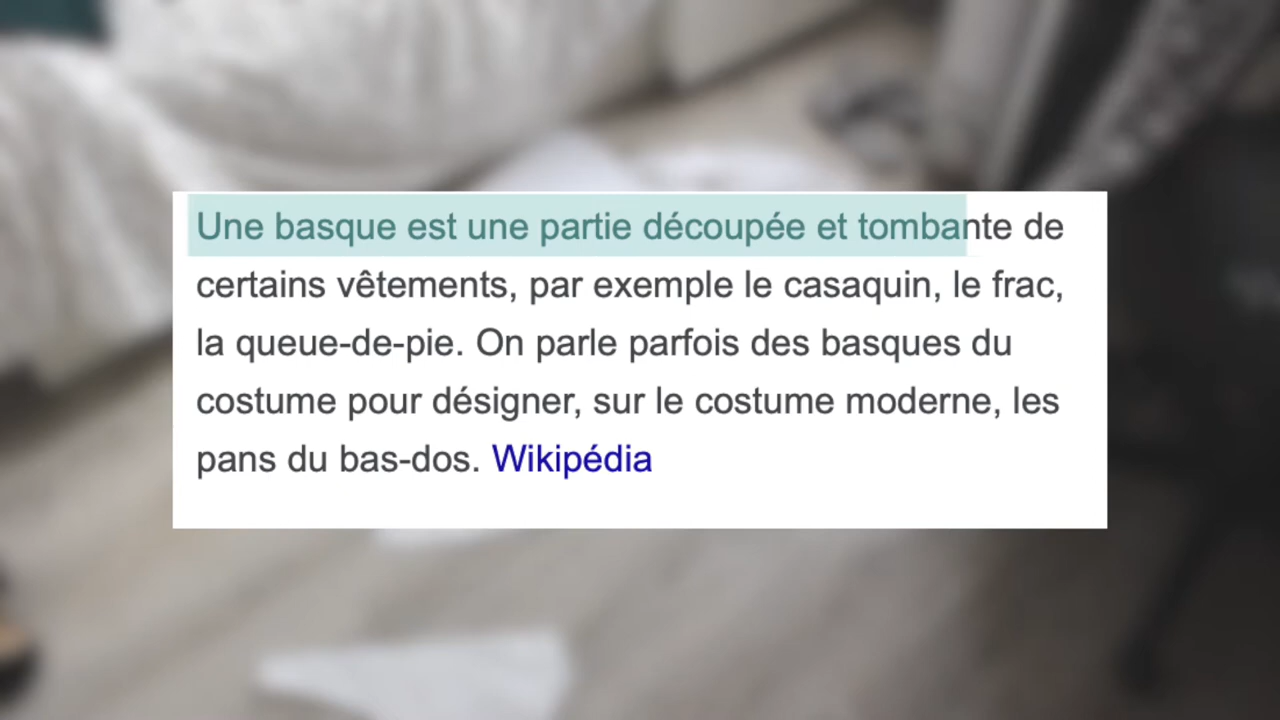 Une basque est une partie découpée et tombante de
certains vêtements, par exemple le casaquin, le frac,
la queue-de-pie. On parle parfois des basques du
costume pour désigner, sur le costume moderne, les
pans du bas-dos. Wikipédia